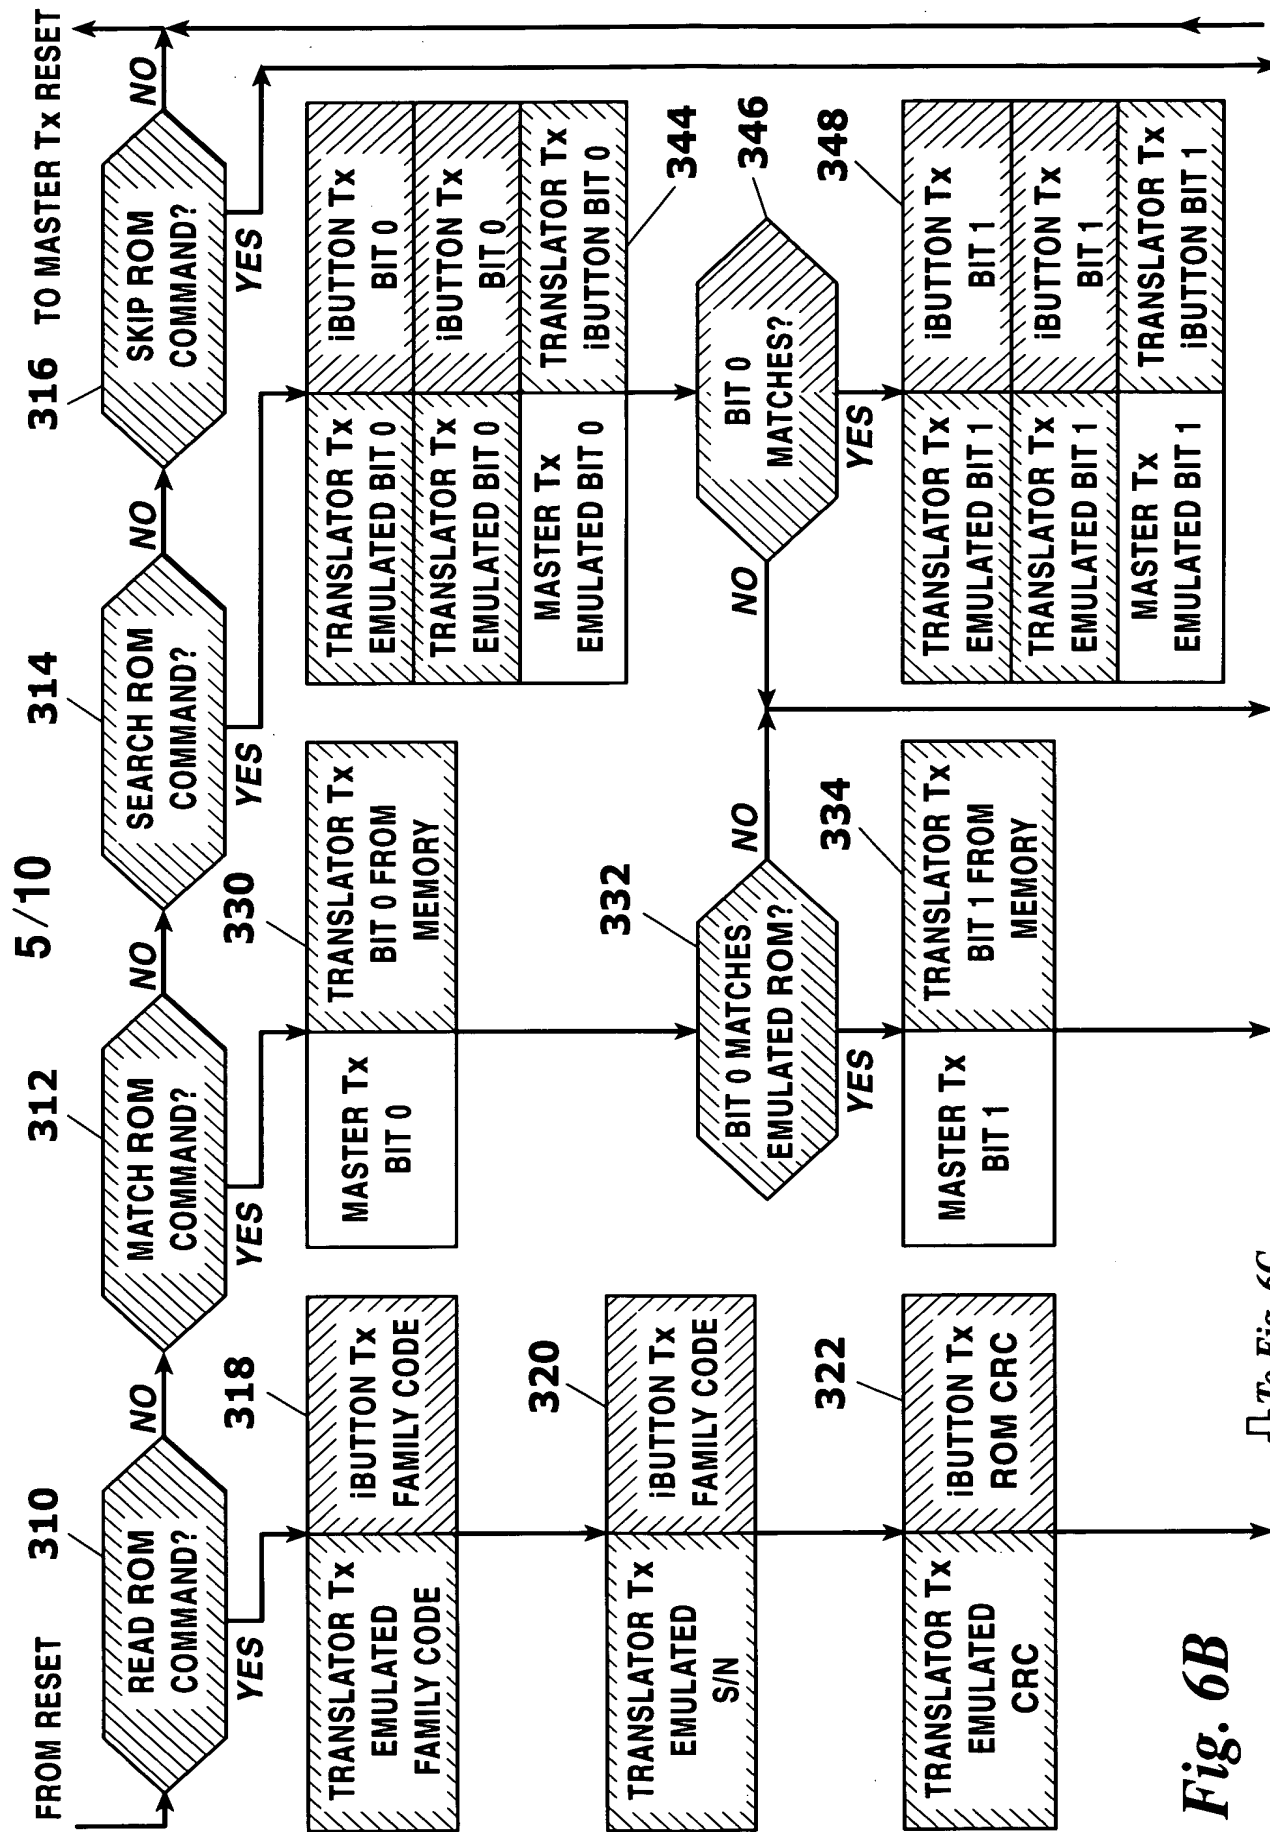 5/10
FROM RESET
310
READ ROM
COMMAND?
NO
YES
312
MATCH ROM
COMMAND?
NO
YES
314
SEARCH ROM
COMMAND?
NO
YES
316
TO MASTER Tx RESET
SKIP ROM
COMMAND?
NO
YES
318
TRANSLATOR Tx
EMULATED
FAMILY CODE
iBUTTON Tx
FAMILY CODE
320
TRANSLATOR Tx
EMULATED
S/N
iBUTTON Tx
FAMILY CODE
322
TRANSLATOR Tx
EMULATED
CRC
iBUTTON Tx
ROM CRC
330
MASTER Tx
BIT 0
TRANSLATOR Tx
BIT 0 FROM
MEMORY
332
BIT 0 MATCHES
EMULATED ROM?
NO
YES
334
MASTER Tx
BIT 1
TRANSLATOR Tx
BIT 1 FROM
MEMORY
TRANSLATOR Tx
EMULATED BIT 0
iBUTTON Tx
BIT 0
TRANSLATOR Tx
EMULATED BIT 0
iBUTTON Tx
BIT 0
MASTER Tx
EMULATED BIT 0
TRANSLATOR Tx
iBUTTON BIT 0
344
346
BIT 0
MATCHES?
NO
YES
348
TRANSLATOR Tx
EMULATED BIT 1
iBUTTON Tx
BIT 1
TRANSLATOR Tx
EMULATED BIT 1
iBUTTON Tx
BIT 1
MASTER Tx
EMULATED BIT 1
TRANSLATOR Tx
iBUTTON BIT 1
Fig. 6B
To Fig. 6C